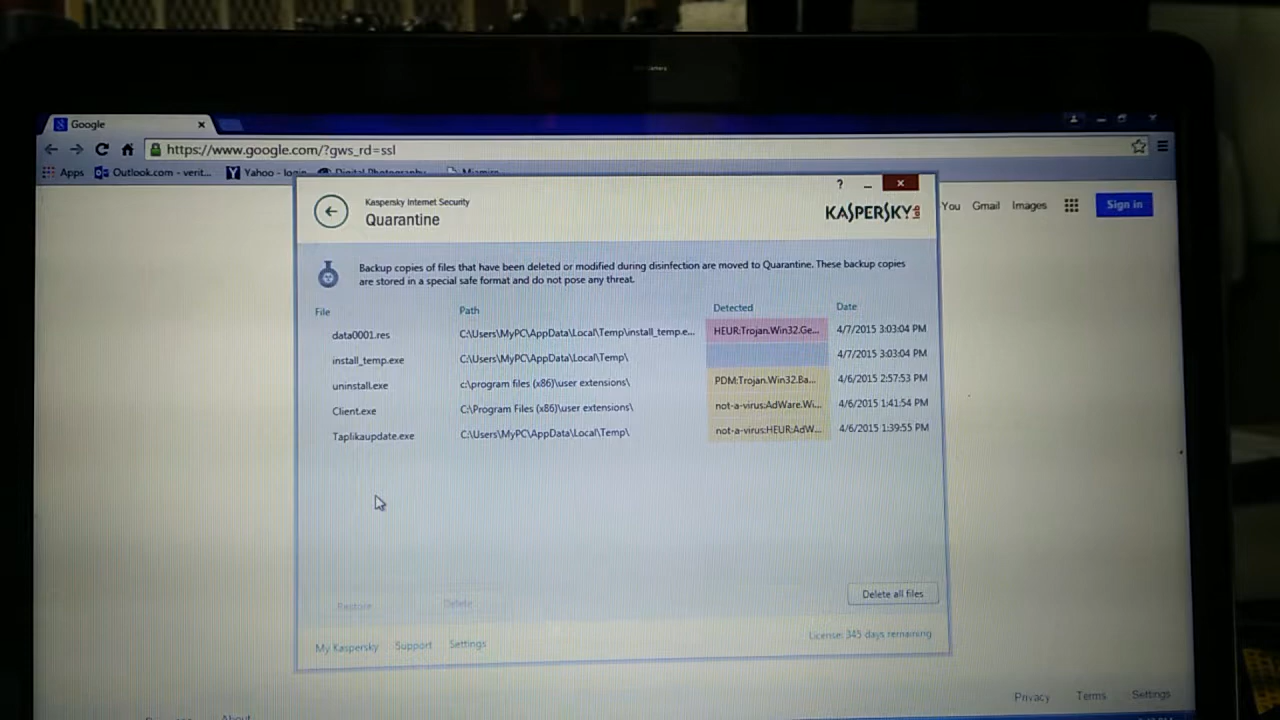 Google
https://www.google.com/?gws_rd=ssl
Apps Outlook.com - verit... Yahoo - login Digital Photography
You Gmail Images Sign in
Kaspersky Internet Security
Quarantine
KASPERSKY lab
Backup copies of files that have been deleted or modified during disinfection are moved to Quarantine. These backup copies
are stored in a special safe format and do not pose any threat.
File Path Detected Date
data0001.res C:\Users\MyPC\AppData\Local\Temp\install_temp.e... HEUR:Trojan.Win32.Ge... 4/7/2015 3:03:04 PM
install_temp.exe C:\Users\MyPC\AppData\Local\Temp\ 4/7/2015 3:03:04 PM
uninstall.exe c:\program files (x86)\user extensions\ PDM:Trojan.Win32.Ba... 4/6/2015 2:57:53 PM
Client.exe C:\Program Files (x86)\user extensions\ not-a-virus:AdWare.Wi... 4/6/2015 1:41:54 PM
Taplikaupdate.exe C:\Users\MyPC\AppData\Local\Temp\ not-a-virus:HEUR:AdW... 4/6/2015 1:39:55 PM
Restore Delete Delete all files
My Kaspersky Support Settings License: 345 days remaining
Privacy Terms Settings
About